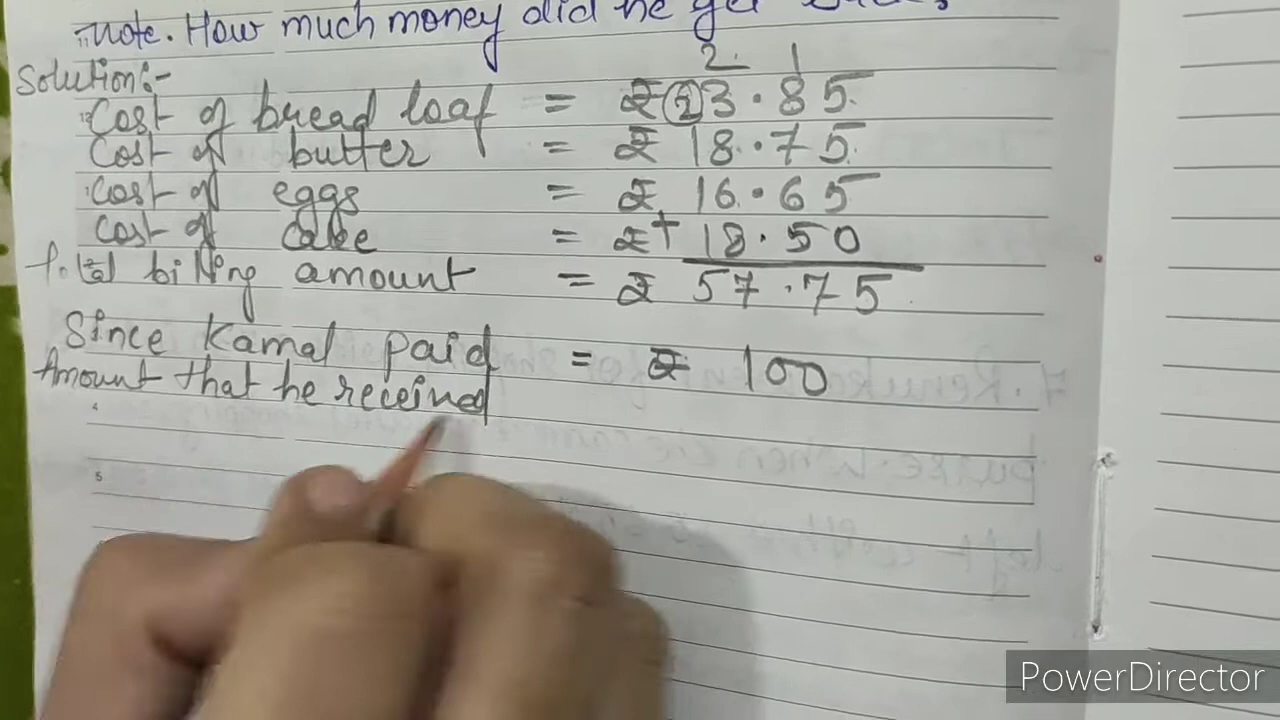 note. How much money did he get
Solution:-
2 1
Cost of bread loaf = ₹ 23.85
Cost of butter = ₹ 18.75
Cost of eggs = ₹ 16.65
Cost of cake = ₹ + 18.50
Total billing amount = ₹ 57.75
Since Kamal paid = ₹ 100
Amount that he received
4
5
PowerDirector